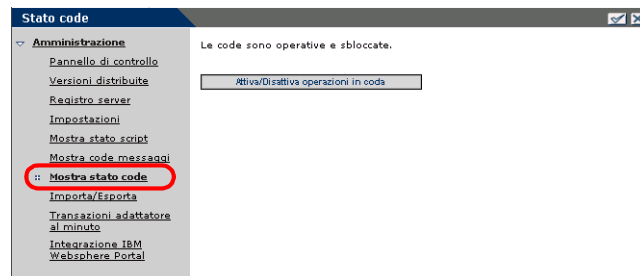 Stato code
Amministrazione
Pannello di controllo
Versioni distribuite
Registro server
Impostazioni
Mostra stato script
Mostra code messaggi
Mostra stato code
Importa/Esporta
Transazioni adattatore
al minuto
Integrazione IBM
Websphere Portal
Le code sono operative e sbloccate.
Attiva/Disattiva operazioni in coda